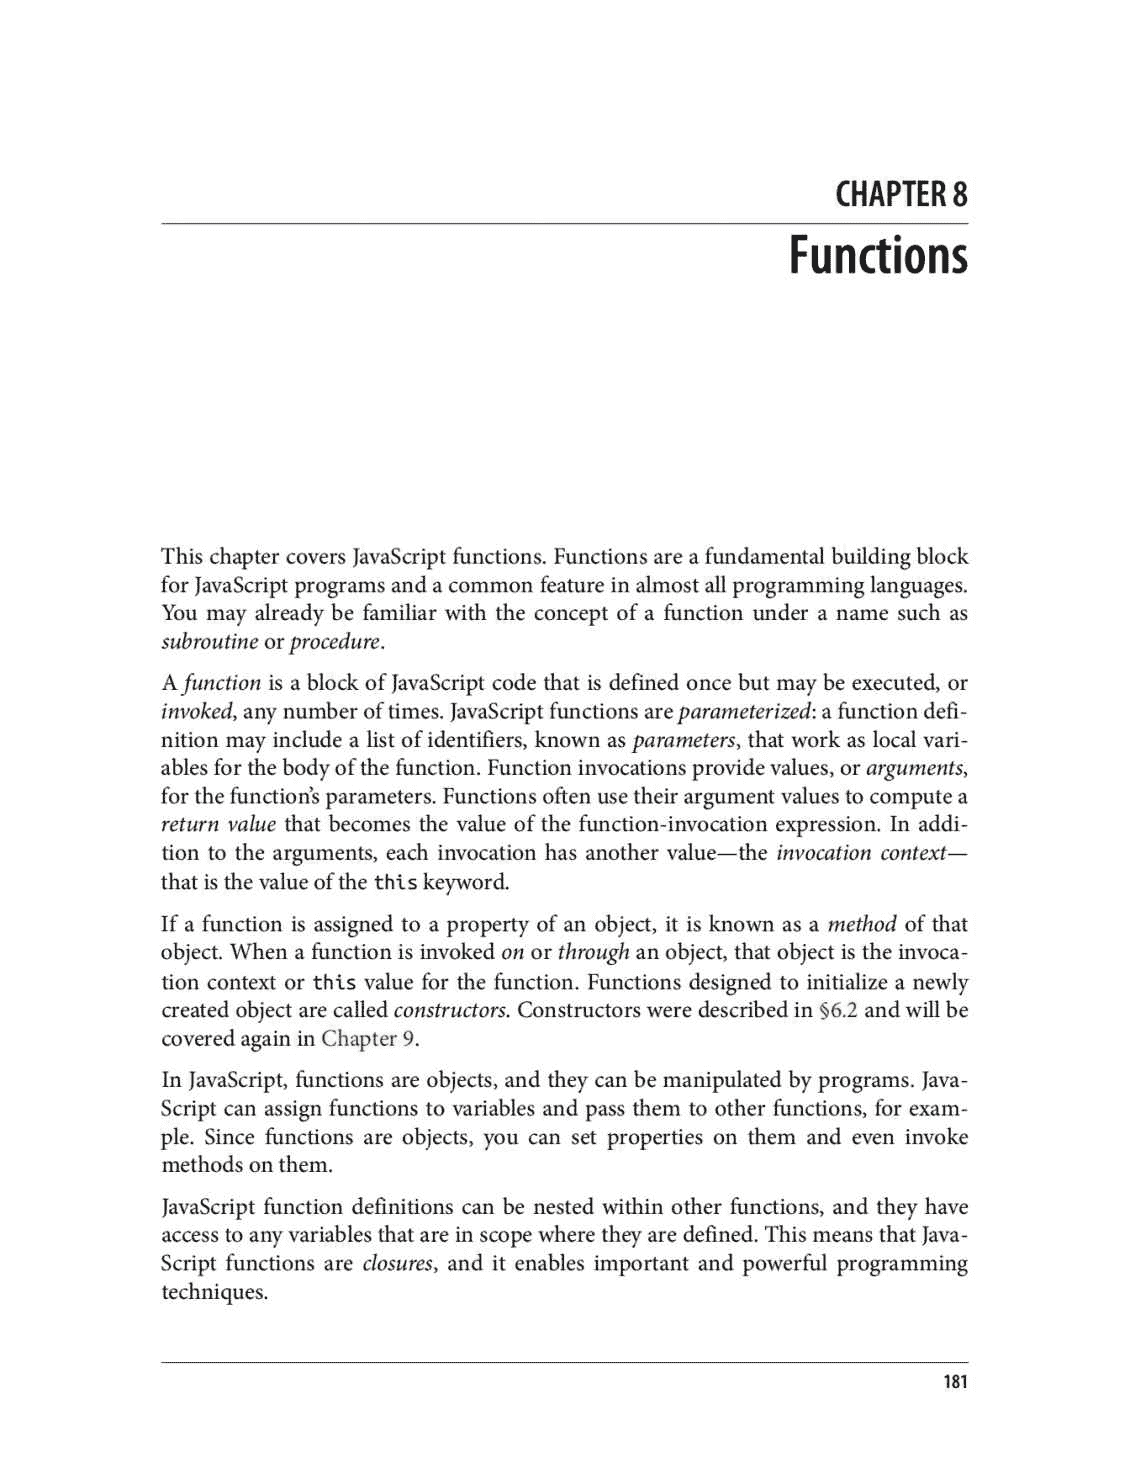 CHAPTER 8
Functions
This chapter covers JavaScript functions. Functions are a fundamental building block
for JavaScript programs and a common feature in almost all programming languages.
You may already be familiar with the concept of a function under a name such as
subroutine or procedure.
A function is a block of JavaScript code that is defined once but may be executed, or
invoked, any number of times. JavaScript functions are parameterized: a function defi-
nition may include a list of identifiers, known as parameters, that work as local vari-
ables for the body of the function. Function invocations provide values, or arguments,
for the function’s parameters. Functions often use their argument values to compute a
return value that becomes the value of the function-invocation expression. In addi-
tion to the arguments, each invocation has another value—the invocation context—
that is the value of the this keyword.
If a function is assigned to a property of an object, it is known as a method of that
object. When a function is invoked on or through an object, that object is the invoca-
tion context or this value for the function. Functions designed to initialize a newly
created object are called constructors. Constructors were described in §6.2 and will be
covered again in Chapter 9.
In JavaScript, functions are objects, and they can be manipulated by programs. Java-
Script can assign functions to variables and pass them to other functions, for exam-
ple. Since functions are objects, you can set properties on them and even invoke
methods on them.
JavaScript function definitions can be nested within other functions, and they have
access to any variables that are in scope where they are defined. This means that Java-
Script functions are closures, and it enables important and powerful programming
techniques.
181